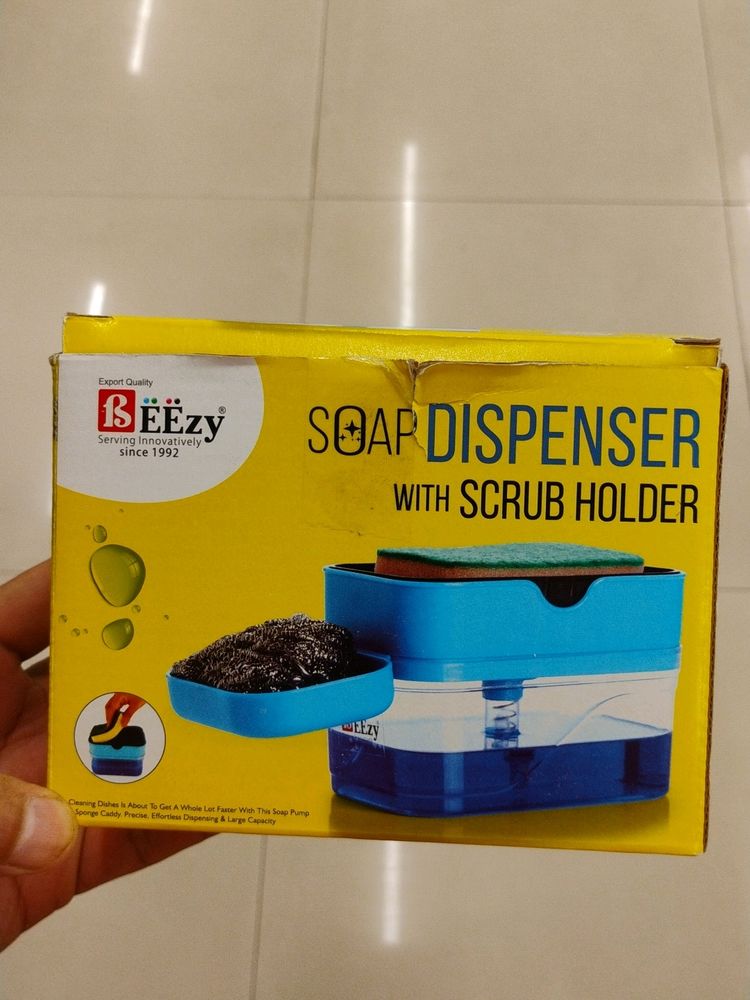 Export Quality
BËËzy®
Serving Innovatively
since 1992
SOAP DISPENSER
WITH SCRUB HOLDER
BEEzy
Cleaning Dishes Is About To Get A Whole Lot Faster With This Soap Pump
Sponge Caddy. Precise, Effortless Dispensing & Large Capacity